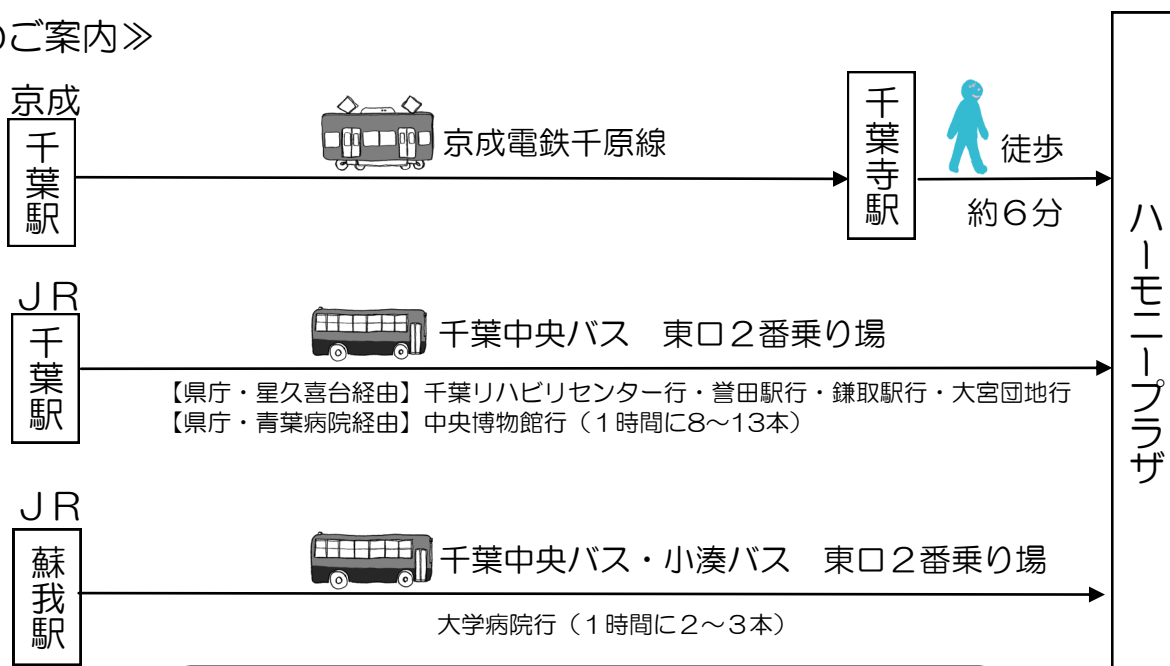 のご案内≫
京成
千葉駅
京成電鉄千原線
千葉寺駅
徒歩
約６分
ＪＲ
千葉駅
千葉中央バス　東口２番乗り場
【県庁・星久喜台経由】千葉リハビリセンター行・誉田駅行・鎌取駅行・大宮団地行
【県庁・青葉病院経由】中央博物館行（１時間に8～13本）
ＪＲ
蘇我駅
千葉中央バス・小湊バス　東口２番乗り場
大学病院行（１時間に２～３本）
ハーモニープラザ